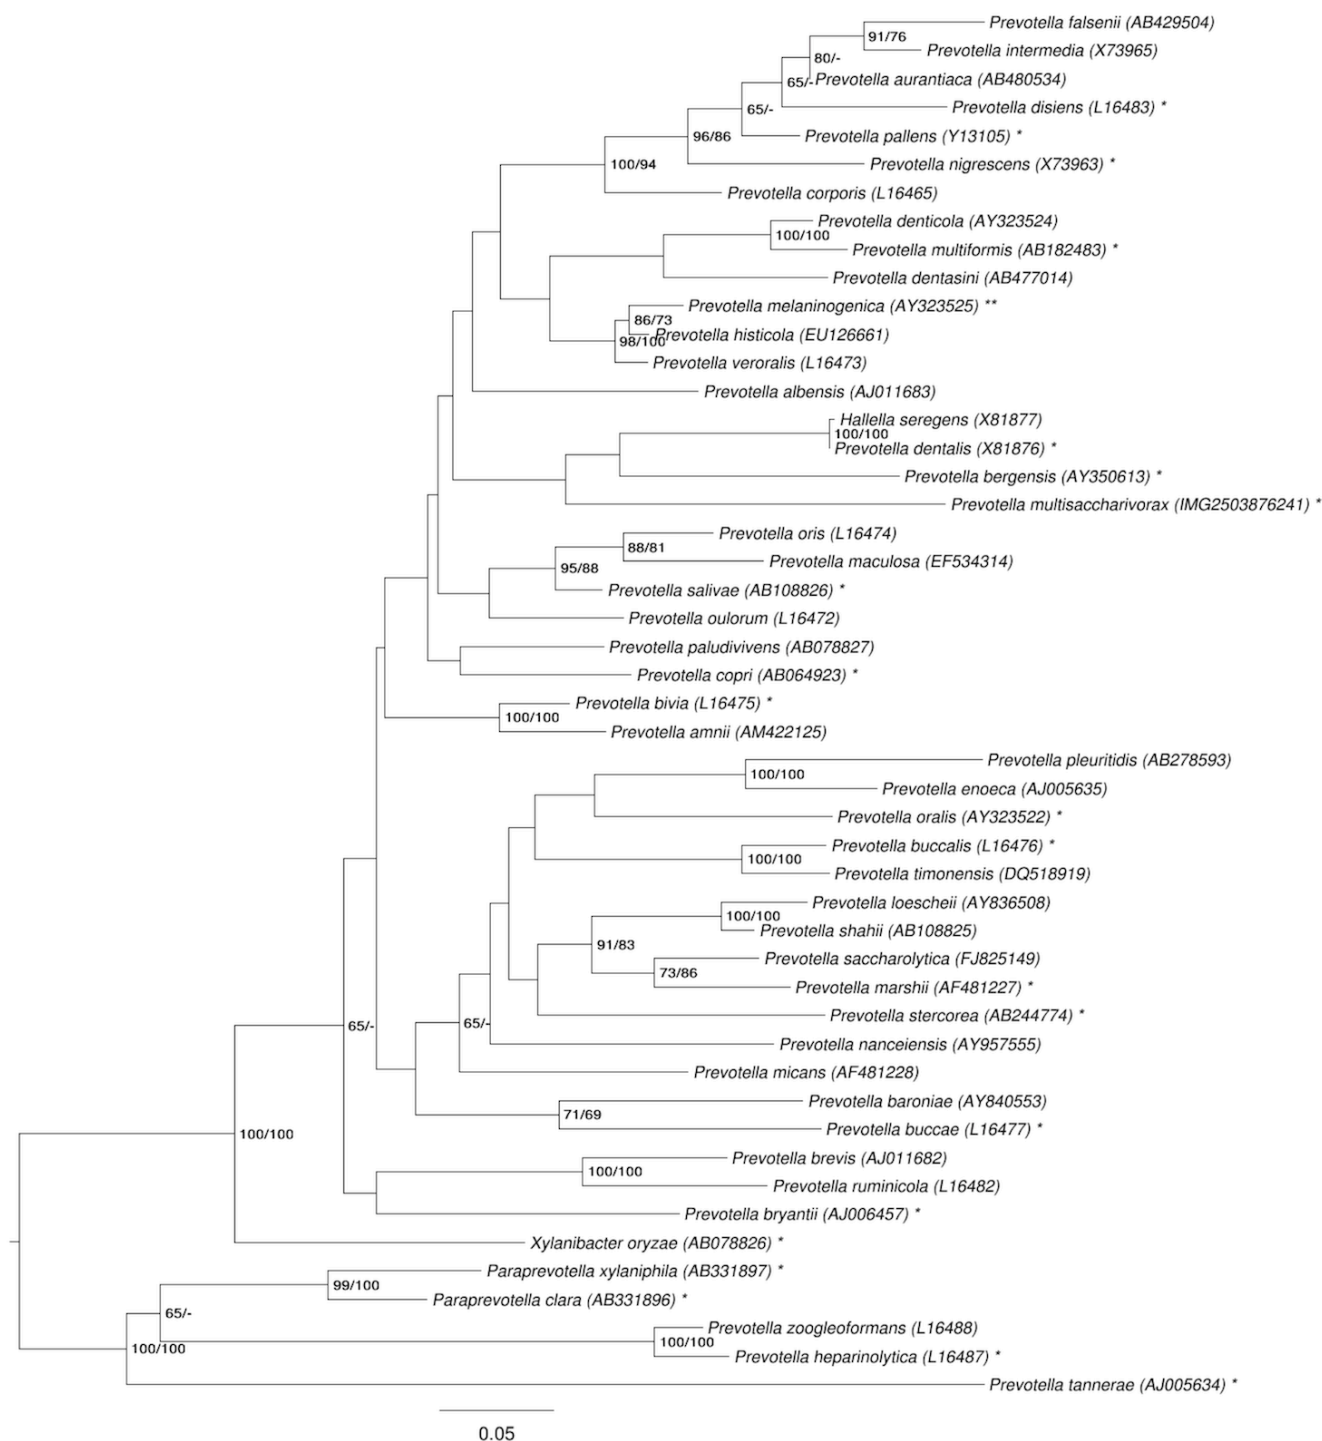 Prevotella falsenii (AB429504)
91/76
Prevotella intermedia (X73965)
80/-
65/- Prevotella aurantiaca (AB480534)
Prevotella disiens (L16483) *
65/-
Prevotella pallens (Y13105) *
96/86
Prevotella nigrescens (X73963) *
100/94
Prevotella corporis (L16465)
Prevotella denticola (AY323524)
100/100
Prevotella multiformis (AB182483) *
Prevotella dentasini (AB477014)
Prevotella melaninogenica (AY323525) **
86/73
Prevotella histicola (EU126661)
98/100
Prevotella veroralis (L16473)
Prevotella albensis (AJ011683)
Hallella seregens (X81877)
100/100
Prevotella dentalis (X81876) *
Prevotella bergensis (AY350613) *
Prevotella multisaccharivorax (IMG2503876241) *
Prevotella oris (L16474)
88/81
Prevotella maculosa (EF534314)
95/88
Prevotella salivae (AB108826) *
Prevotella oulorum (L16472)
Prevotella paludivivens (AB078827)
Prevotella copri (AB064923) *
Prevotella bivia (L16475) *
100/100
Prevotella amnii (AM422125)
Prevotella pleuritidis (AB278593)
100/100
Prevotella enoeca (AJ005635)
Prevotella oralis (AY323522) *
Prevotella buccalis (L16476) *
100/100
Prevotella timonensis (DQ518919)
Prevotella loescheii (AY836508)
100/100
Prevotella shahii (AB108825)
91/83
Prevotella saccharolytica (FJ825149)
73/86
Prevotella marshii (AF481227) *
Prevotella stercorea (AB244774) *
65/-
65/-
Prevotella nanceiensis (AY957555)
Prevotella micans (AF481228)
Prevotella baroniae (AY840553)
71/69
Prevotella buccae (L16477) *
100/100
Prevotella brevis (AJ011682)
100/100
Prevotella ruminicola (L16482)
Prevotella bryantii (AJ006457) *
Xylanibacter oryzae (AB078826) *
Paraprevotella xylaniphila (AB331897) *
99/100
Paraprevotella clara (AB331896) *
65/-
Prevotella zoogleoformans (L16488)
100/100
100/100
Prevotella heparinolytica (L16487) *
Prevotella tannerae (AJ005634) *
0.05